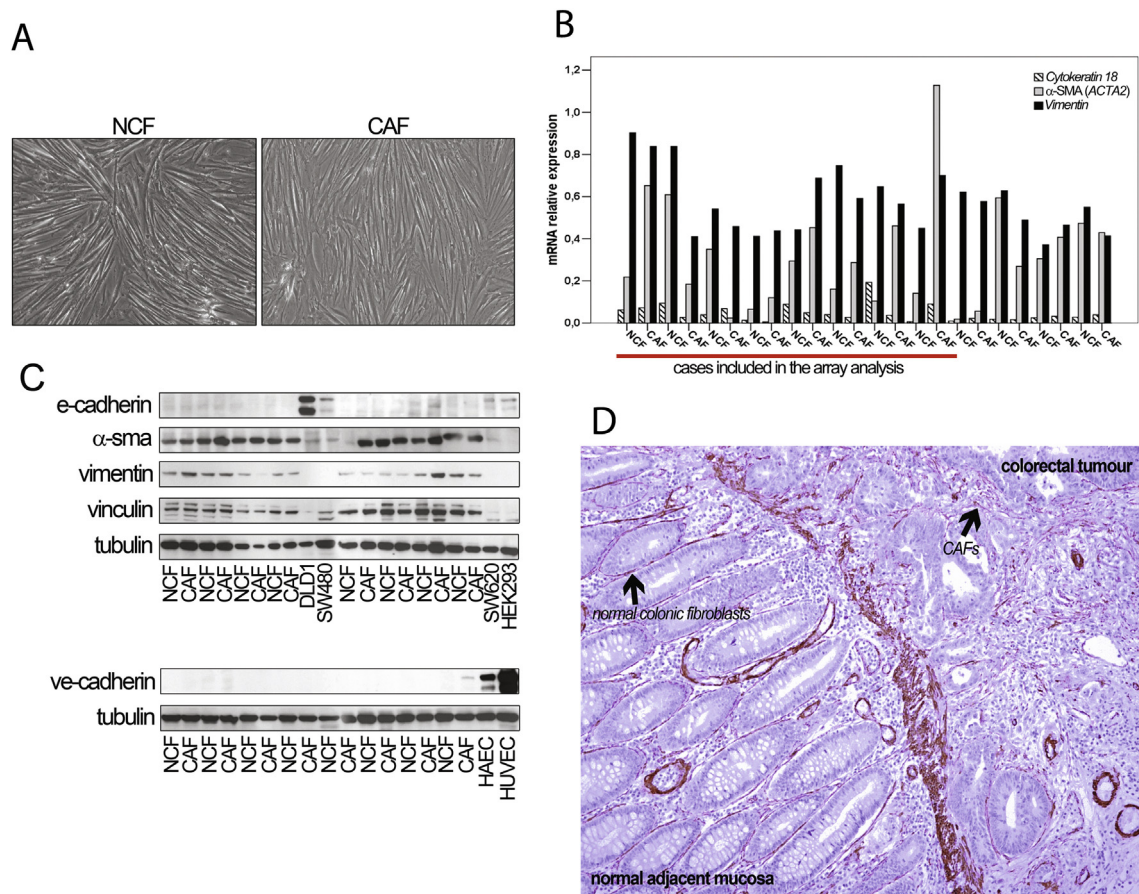 A
NCF
CAF
B
1,2
1,0
0,8
0,6
0,4
0,2
0,0
mRNA relative expression
Cytokeratin 18
α-SMA (ACTA2)
Vimentin
NCF CAF NCF CAF NCF CAF NCF CAF NCF CAF NCF CAF NCF CAF NCF CAF NCF CAF NCF CAF NCF CAF NCF CAF
cases included in the array analysis
C
e-cadherin
α-sma
vimentin
vinculin
tubulin
NCF CAF NCF CAF NCF CAF NCF CAF DLD1 SW480 NCF CAF NCF CAF NCF CAF NCF CAF SW620 HEK293
ve-cadherin
tubulin
NCF CAF NCF CAF NCF CAF NCF CAF NCF CAF NCF CAF NCF CAF NCF CAF HAEC HUVEC
D
colorectal tumour
CAFs
normal colonic fibroblasts
normal adjacent mucosa